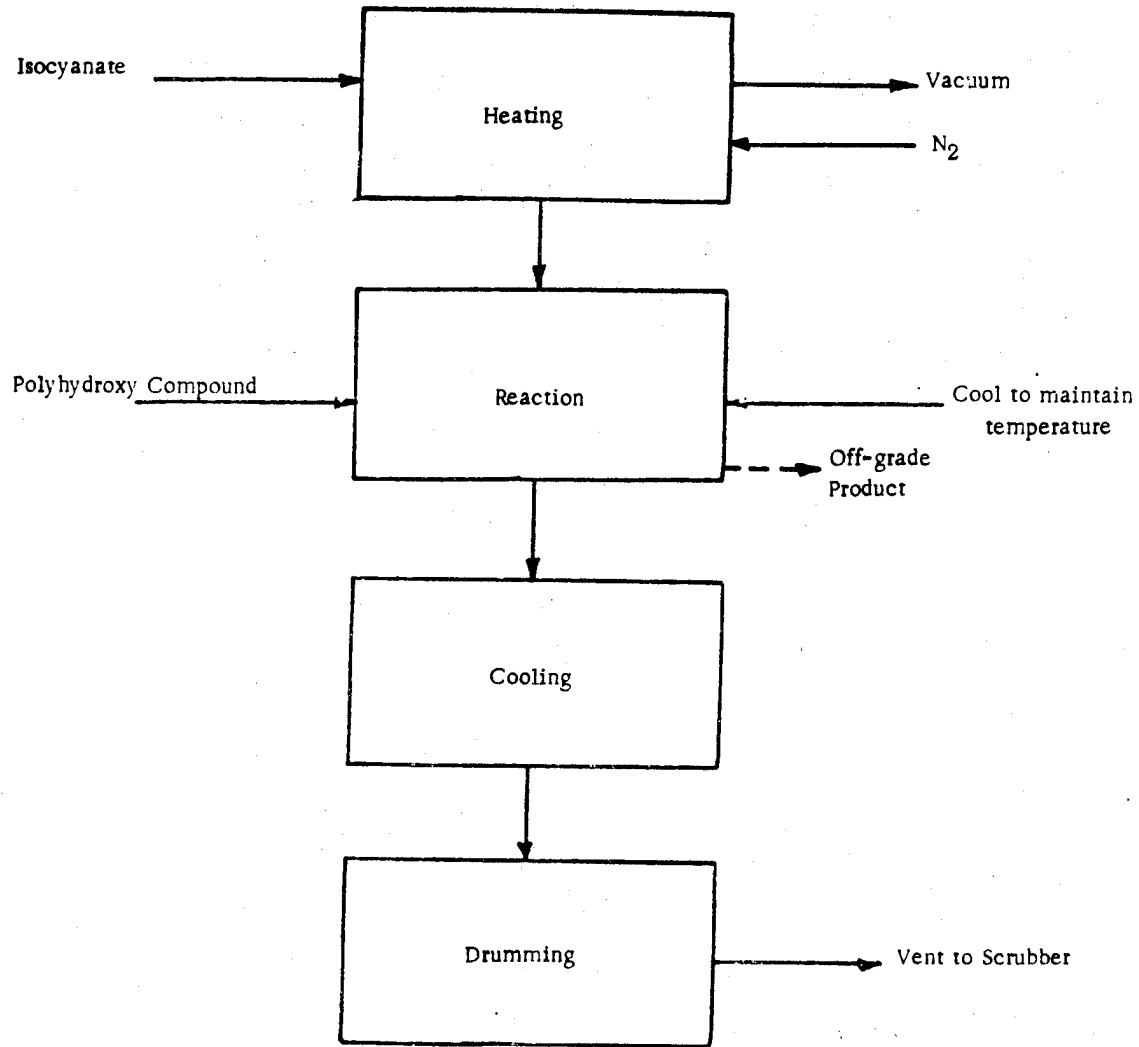 Isocyanate
Vacuum
Heating
N₂
Polyhydroxy Compound
Reaction
Cool to maintain
temperature
Off-grade
Product
Cooling
Drumming
Vent to Scrubber